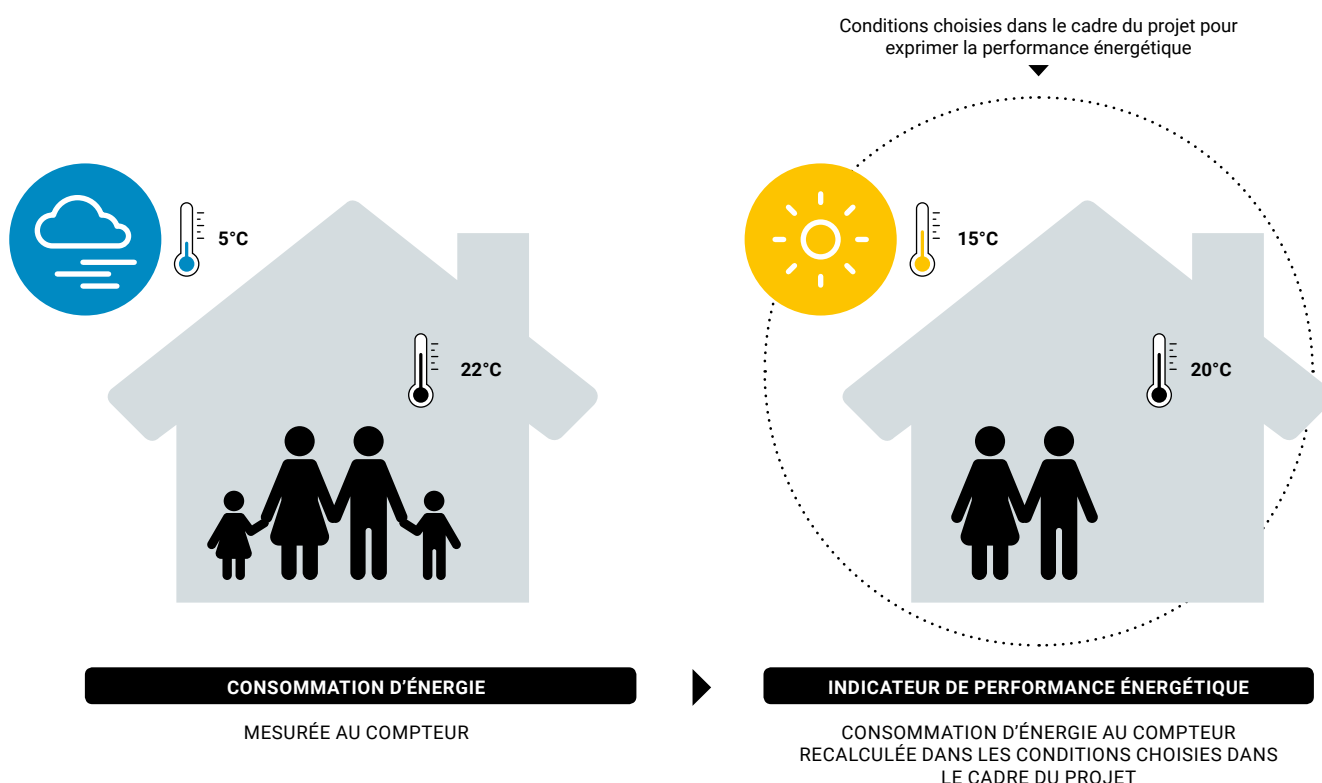 Conditions choisies dans le cadre du projet pour
exprimer la performance énergétique
5°C
15°C
22°C
20°C
CONSOMMATION D'ÉNERGIE
MESURÉE AU COMPTEUR
INDICATEUR DE PERFORMANCE ÉNERGÉTIQUE
CONSOMMATION D'ÉNERGIE AU COMPTEUR
RECALCULÉE DANS LES CONDITIONS CHOISIES DANS
LE CADRE DU PROJET